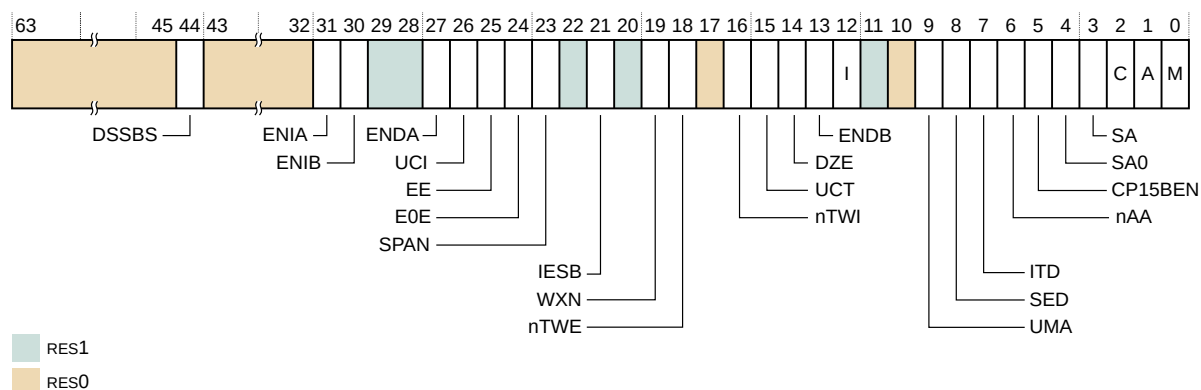 63 45 44 43 32 31 30 29 28 27 26 25 24 23 22 21 20 19 18 17 16 15 14 13 12 11 10 9 8 7 6 5 4 3 2 1 0
I C A M
DSSBS ENIA ENDA ENDB SA
ENIB UCI DZE SA0
EE UCT CP15BEN
E0E nTWI nAA
SPAN
IESB ITD
WXN SED
nTWE UMA
RES1
RES0